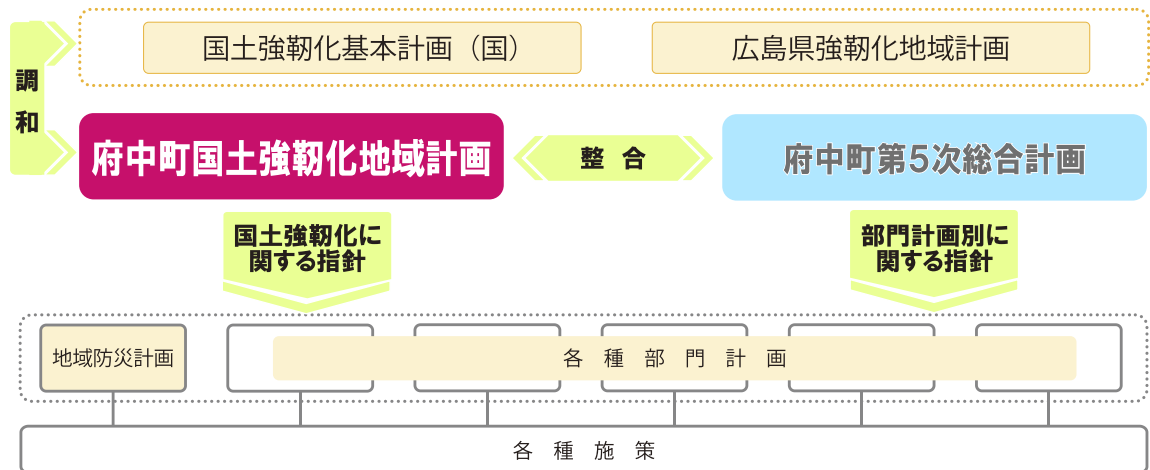 国土強靭化基本計画（国）
広島県強靭化地域計画
調和
府中町国土強靭化地域計画
整合
府中町第5次総合計画
国土強靭化に
関する指針
部門計画別に
関する指針
地域防災計画
各種部門計画
各種施策